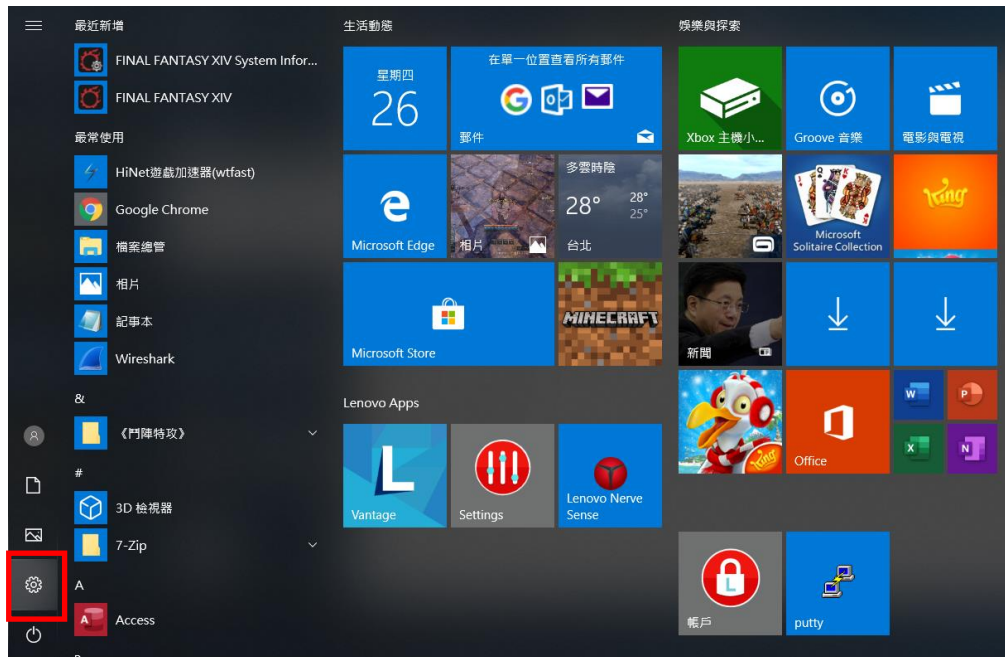 最近新增
FINAL FANTASY XIV System Infor...
FINAL FANTASY XIV
最常使用
HiNet遊戲加速器(wtfast)
Google Chrome
檔案總管
相片
記事本
Wireshark
&
《鬥陣特攻》
#
3D 檢視器
7-Zip
A
Access
生活動態
星期四
26
在單一位置查看所有郵件
郵件
Microsoft Edge
相片
多雲時陰
28°
28°
25°
台北
Microsoft Store
MINECRAFT
Lenovo Apps
Vantage
Settings
Lenovo Nerve
Sense
娛樂與探索
Xbox 主機小...
Groove 音樂
電影與電視
Microsoft
Solitaire Collection
King
新聞
King
Office
W
P
X
N
帳戶
putty